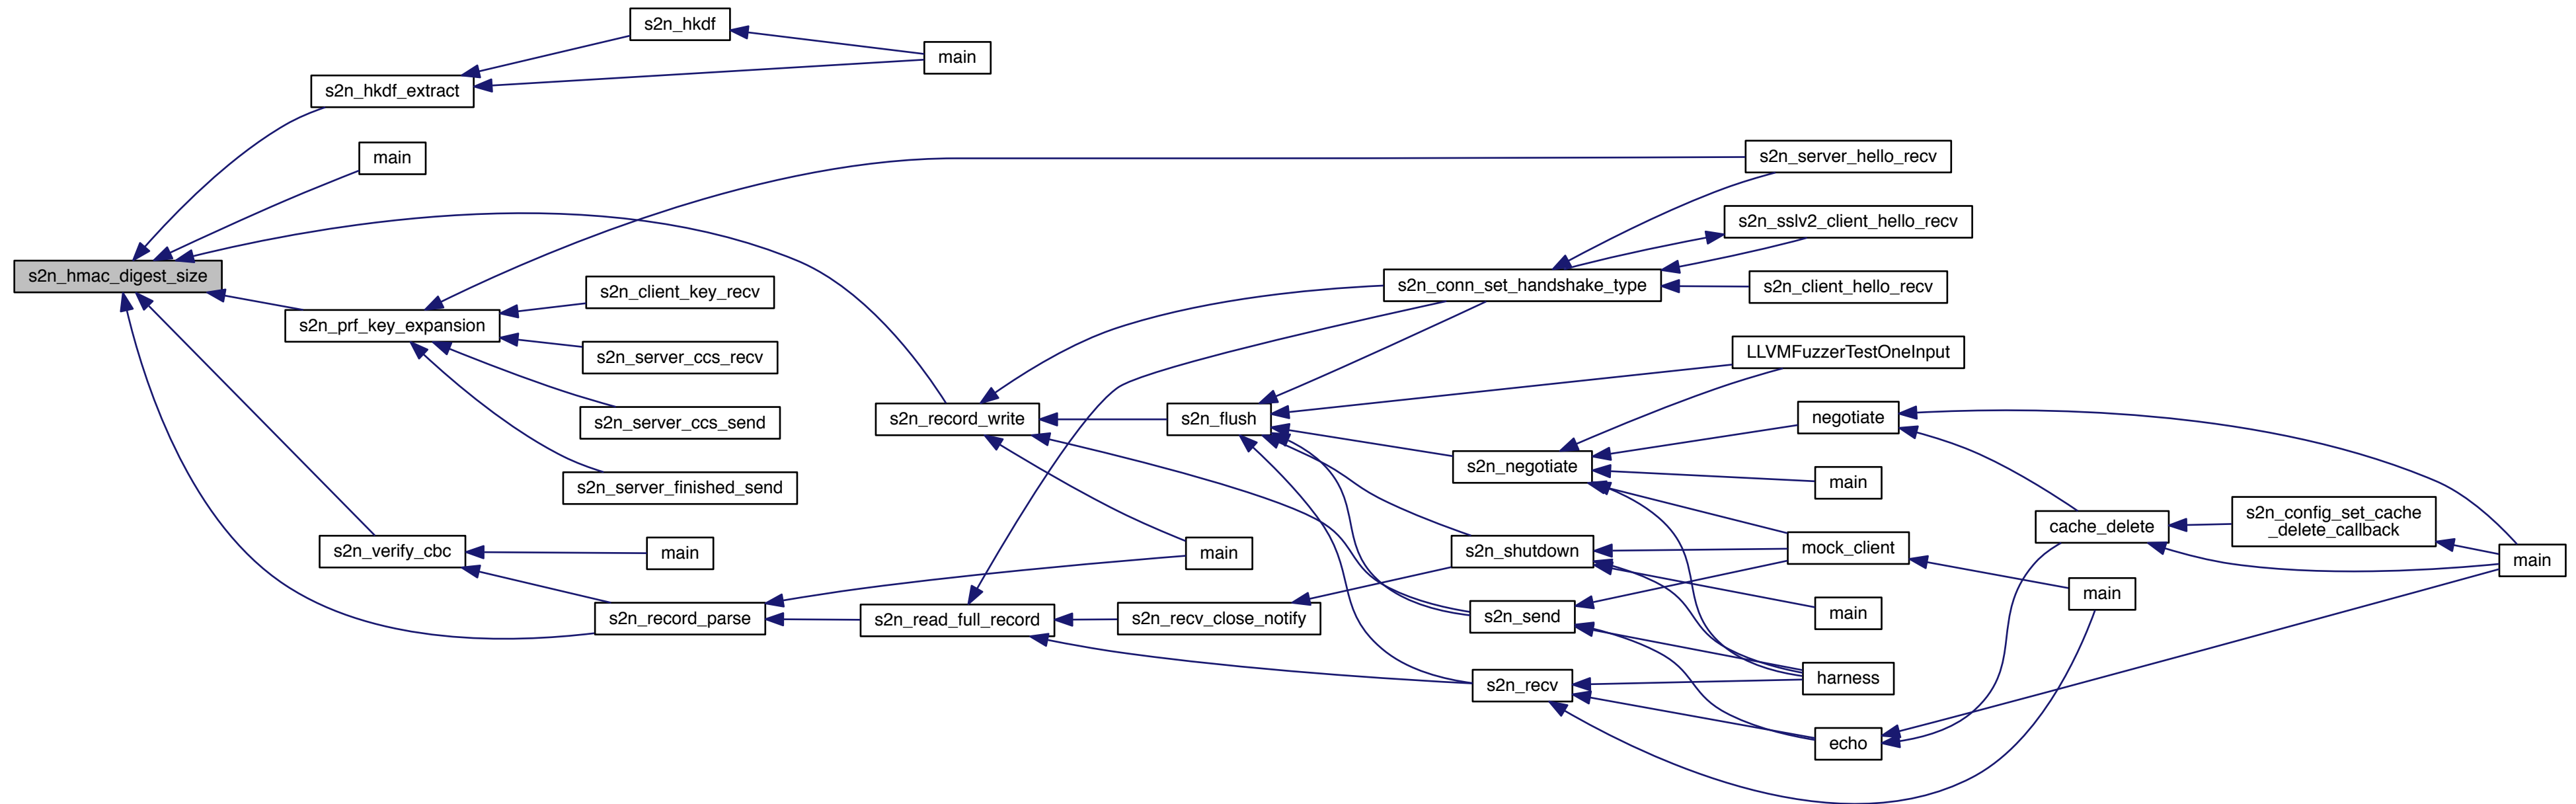 s2n_hkdf
main
s2n_hkdf_extract
main
s2n_server_hello_recv
s2n_sslv2_client_hello_recv
s2n_hmac_digest_size
s2n_client_key_recv
s2n_conn_set_handshake_type
s2n_client_hello_recv
s2n_prf_key_expansion
s2n_server_ccs_recv
LLVMFuzzerTestOneInput
s2n_server_ccs_send
s2n_record_write
s2n_flush
negotiate
s2n_negotiate
main
s2n_server_finished_send
s2n_config_set_cache
_delete_callback
cache_delete
s2n_verify_cbc
main
main
s2n_shutdown
mock_client
main
main
s2n_record_parse
s2n_read_full_record
s2n_recv_close_notify
s2n_send
main
s2n_recv
harness
echo